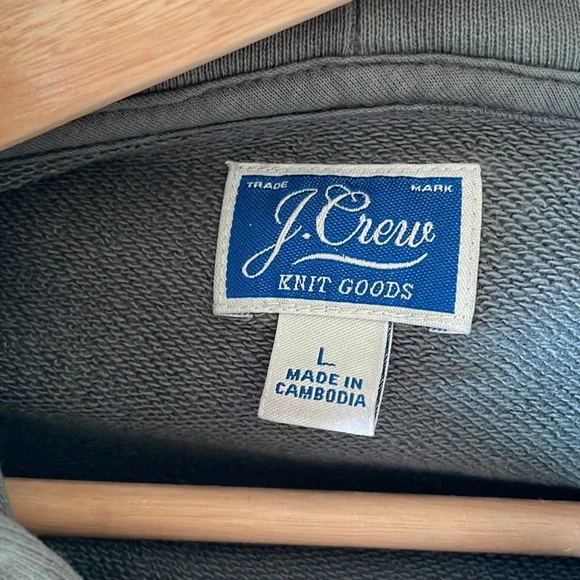 TRADE MARK
J.Crew
KNIT GOODS
L
MADE IN
CAMBODIA